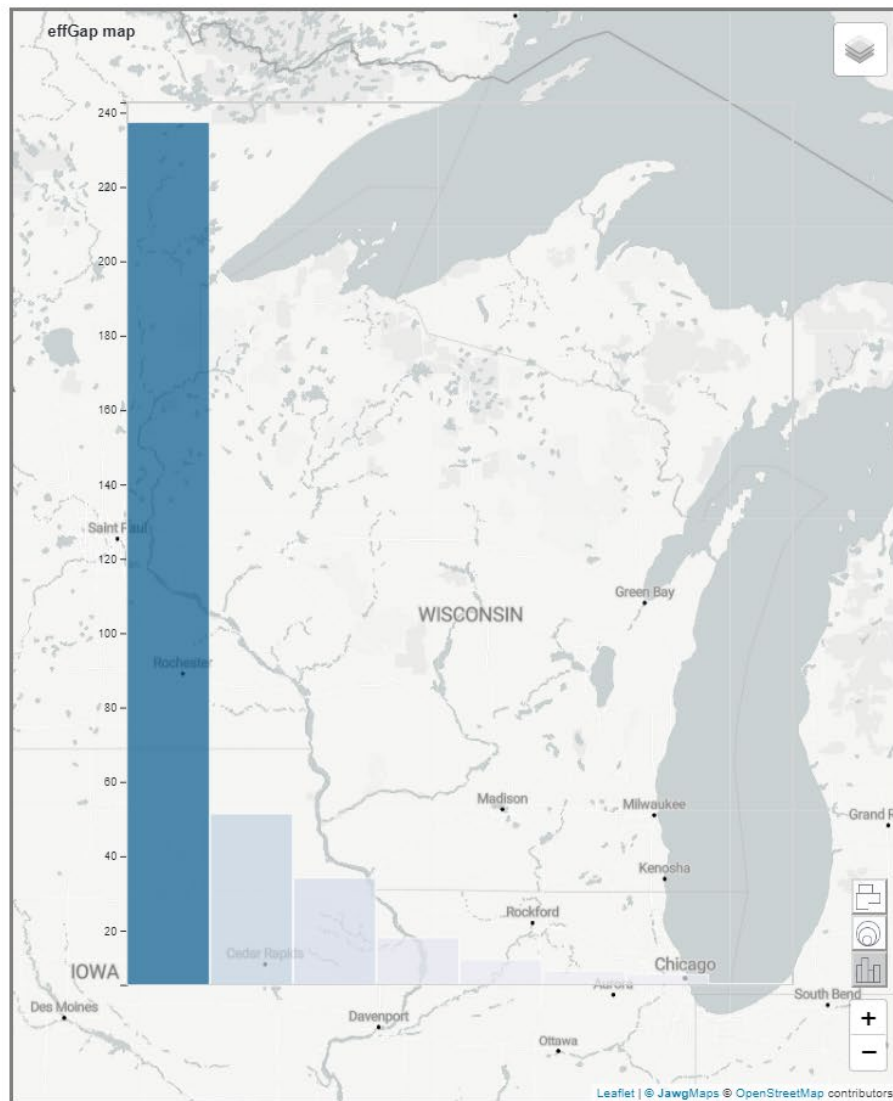 effGap map
240
220
200
180
160
140
Saint Paul
120
Green Bay
WISCONSIN
100
Rochester
80
60
Madison
Milwaukee
Grand R
40
Kenosha
Rockford
20
Cedar Rapids
IOWA
Chicago
Aurora
South Bend
Des Moines
Davenport
+
Ottawa
−
Leaflet | © JawgMaps © OpenStreetMap contributors